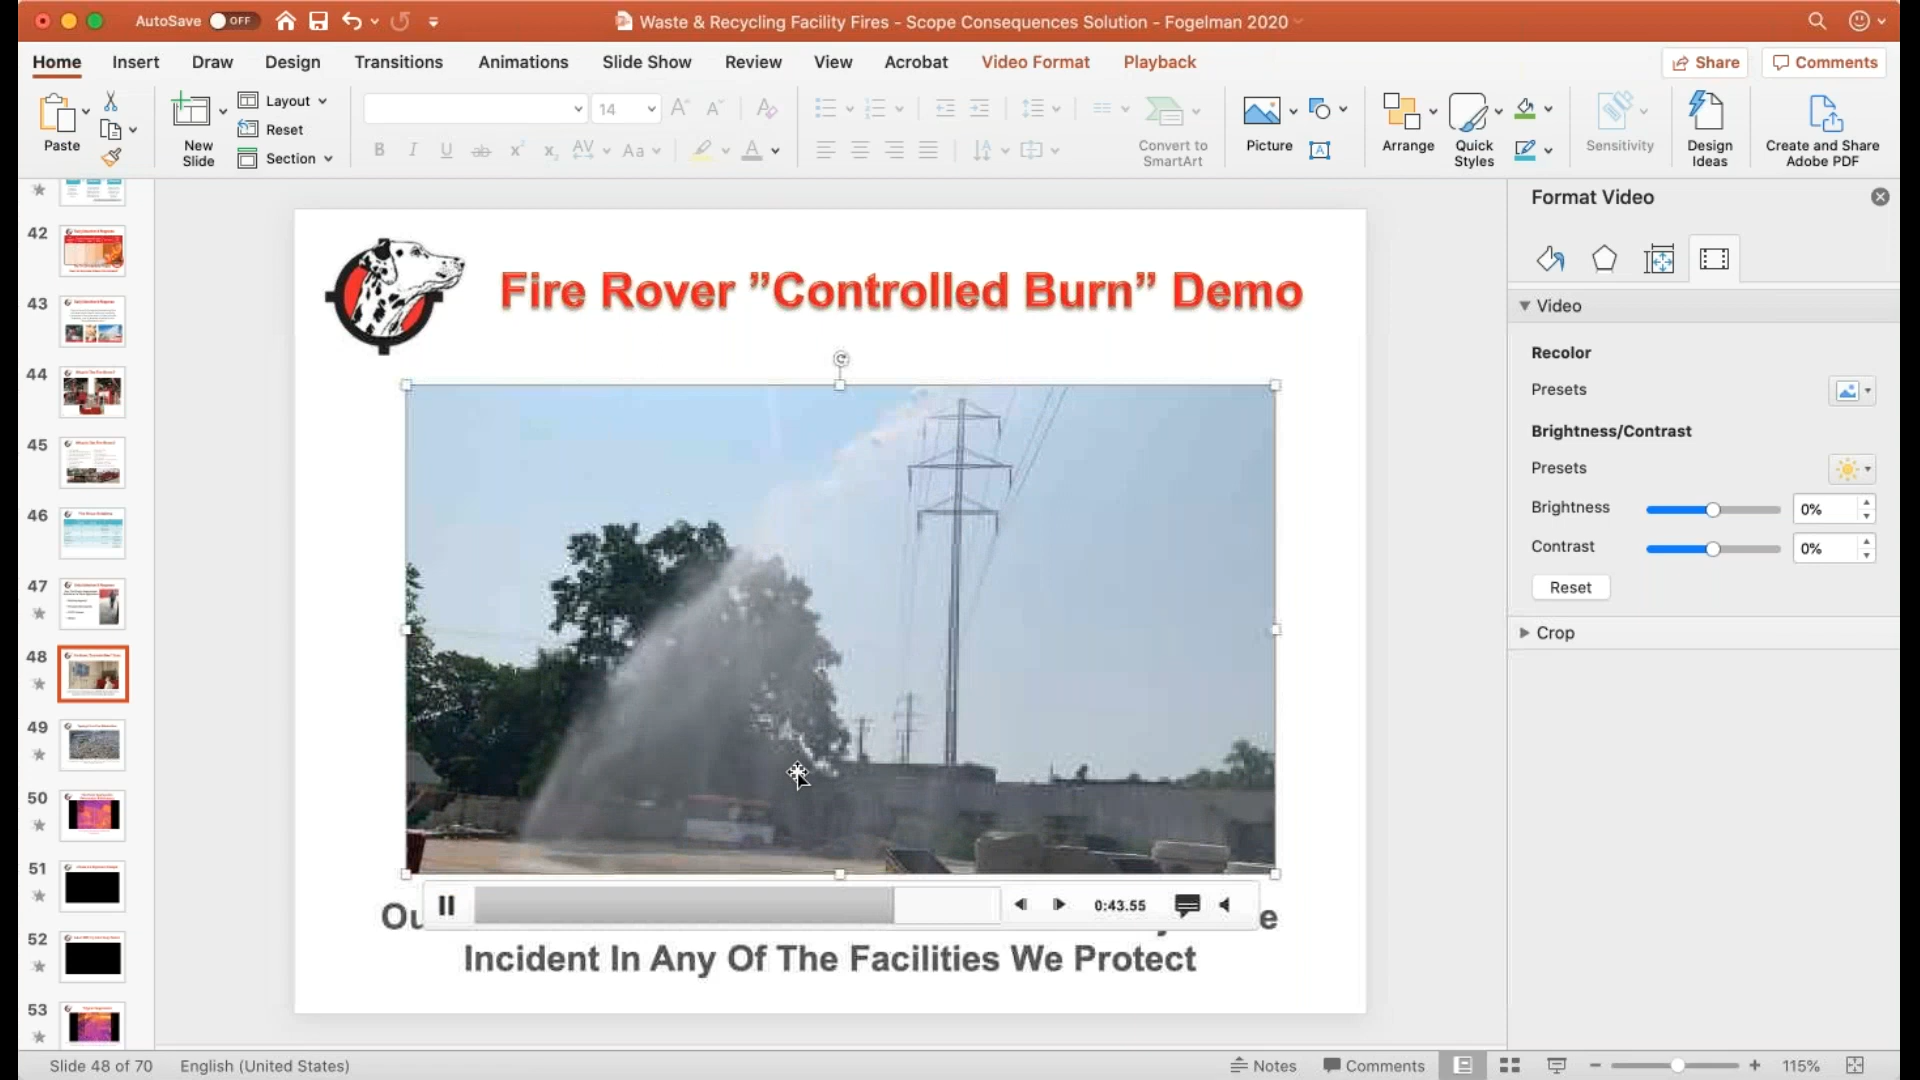 AutoSave OFF
Waste & Recycling Facility Fires - Scope Consequences Solution - Fogelman 2020
Home Insert Draw Design Transitions Animations Slide Show Review View Acrobat Video Format Playback
Share Comments
Paste
New Slide
Layout
Reset
Section
14
Convert to SmartArt
Picture
Arrange
Quick Styles
Sensitivity
Design Ideas
Create and Share Adobe PDF
42
43
44
45
46
47
48
49
50
51
52
53
Fire Rover ”Controlled Burn” Demo
0:43.55
Incident In Any Of The Facilities We Protect
Format Video
Video
Recolor
Presets
Brightness/Contrast
Presets
Brightness 0%
Contrast 0%
Reset
Crop
Slide 48 of 70 English (United States)
Notes Comments 115%